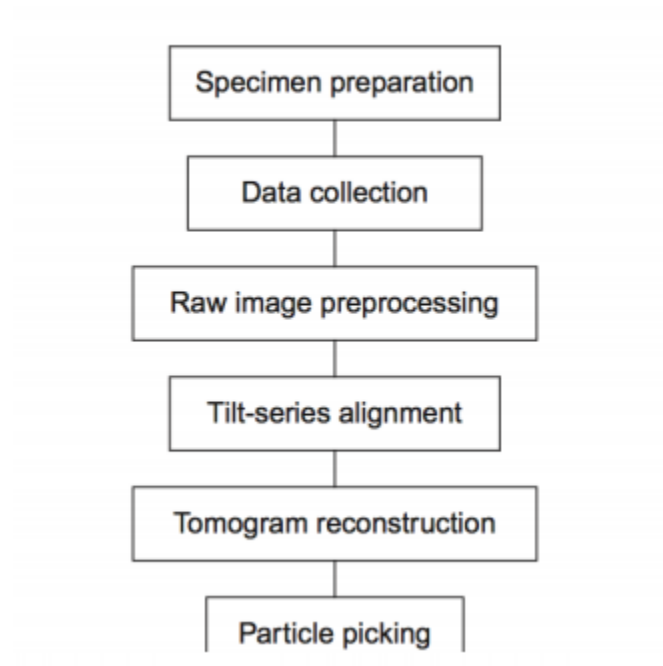 Specimen preparation
Data collection
Raw image preprocessing
Tilt-series alignment
Tomogram reconstruction
Particle picking